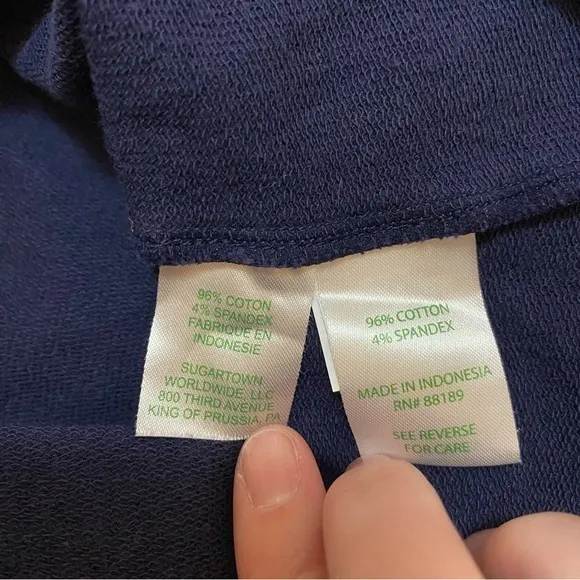 96% COTTON
4% SPANDEX
FABRIQUE EN
INDONESIE
SUGARTOWN
WORLDWIDE, LLC
800 THIRD AVENUE
KING OF PRUSSIA, PA
96% COTTON
4% SPANDEX
MADE IN INDONESIA
RN# 88189
SEE REVERSE
FOR CARE